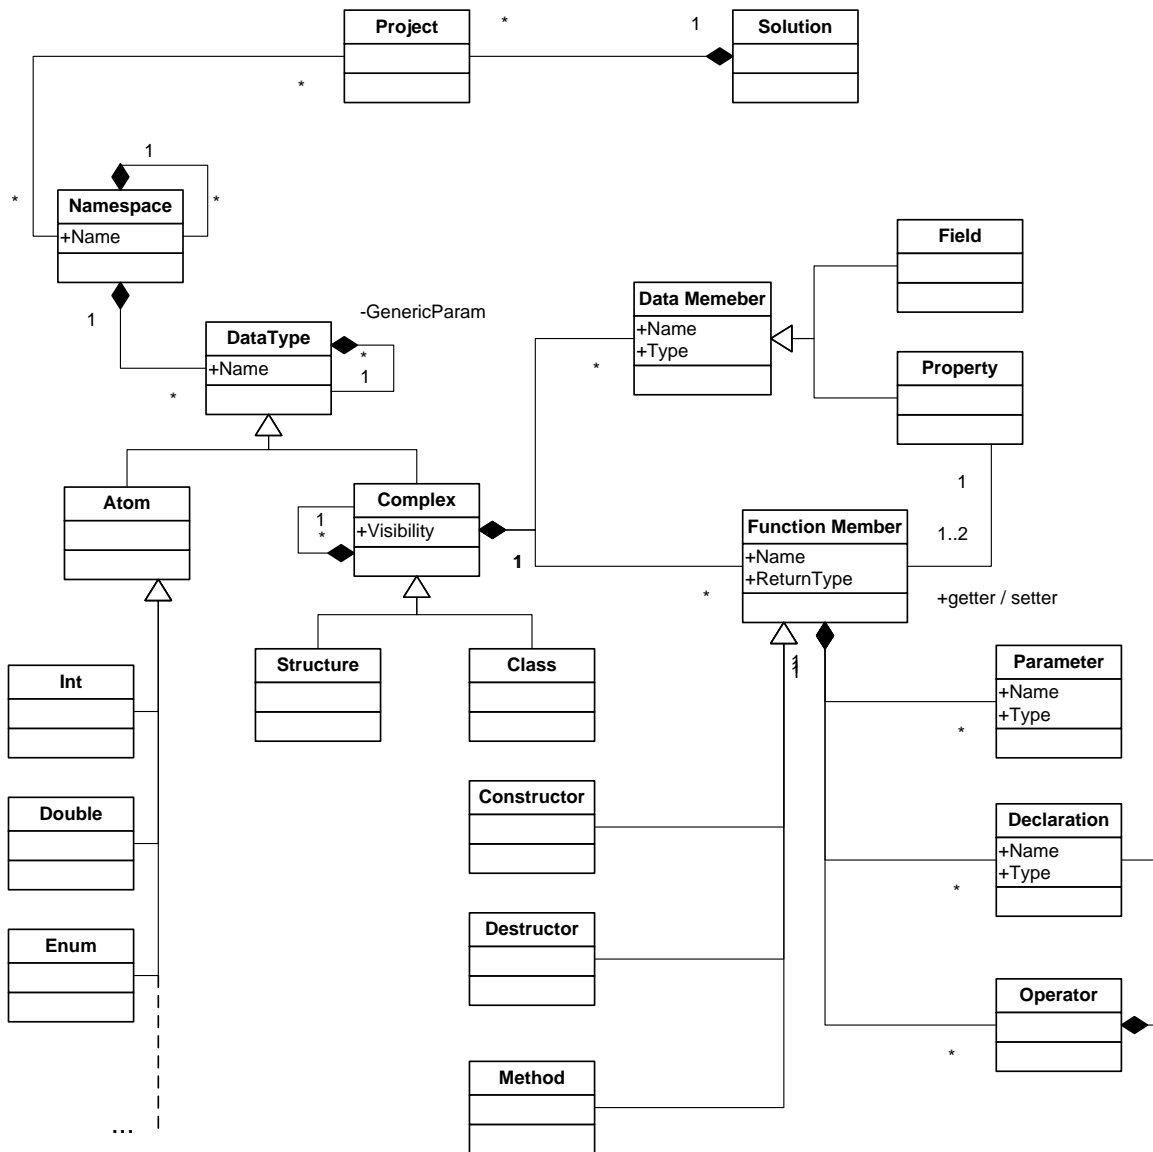 Project
*
1
Solution
*
1
*
*
Namespace
+Name
1
Field
Data Memeber
+Name
+Type
-GenericParam
DataType
+Name
*
1
*
*
Property
Atom
Complex
+Visibility
1
*
1
1
1..2
Function Member
+Name
+ReturnType
*
+getter / setter
1
1
1
Structure
Class
Parameter
+Name
+Type
*
Int
Constructor
Double
Declaration
+Name
+Type
*
Destructor
Enum
Operator
*
Method
...